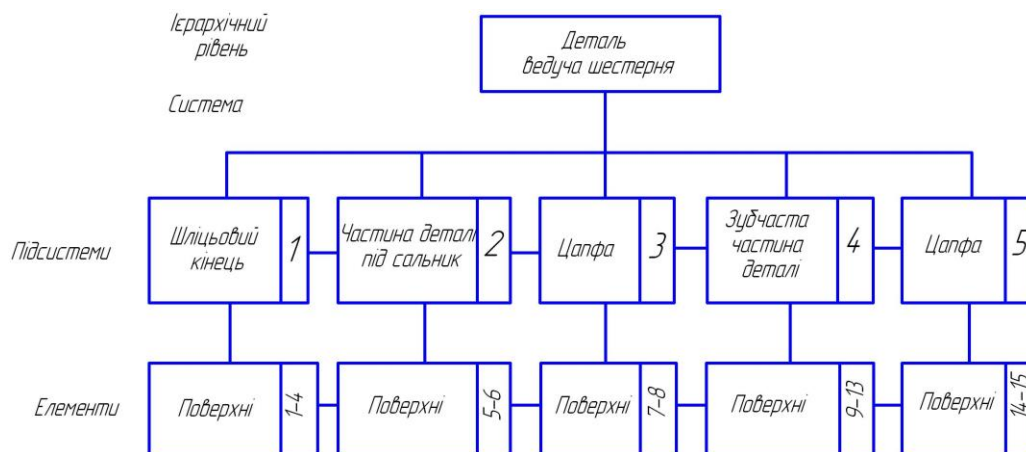 Ієрархічний
рівень
Деталь
ведуча шестерня
Система
Підсистеми
Шліцьовий
кінець
1
Частина деталі
під сальник
2
Цапфа
3
Зубчаста
частина
деталі
4
Цапфа
5
Елементи
Поверхні
1-4
Поверхні
5-6
Поверхні
7-8
Поверхні
9-13
Поверхні
14-15